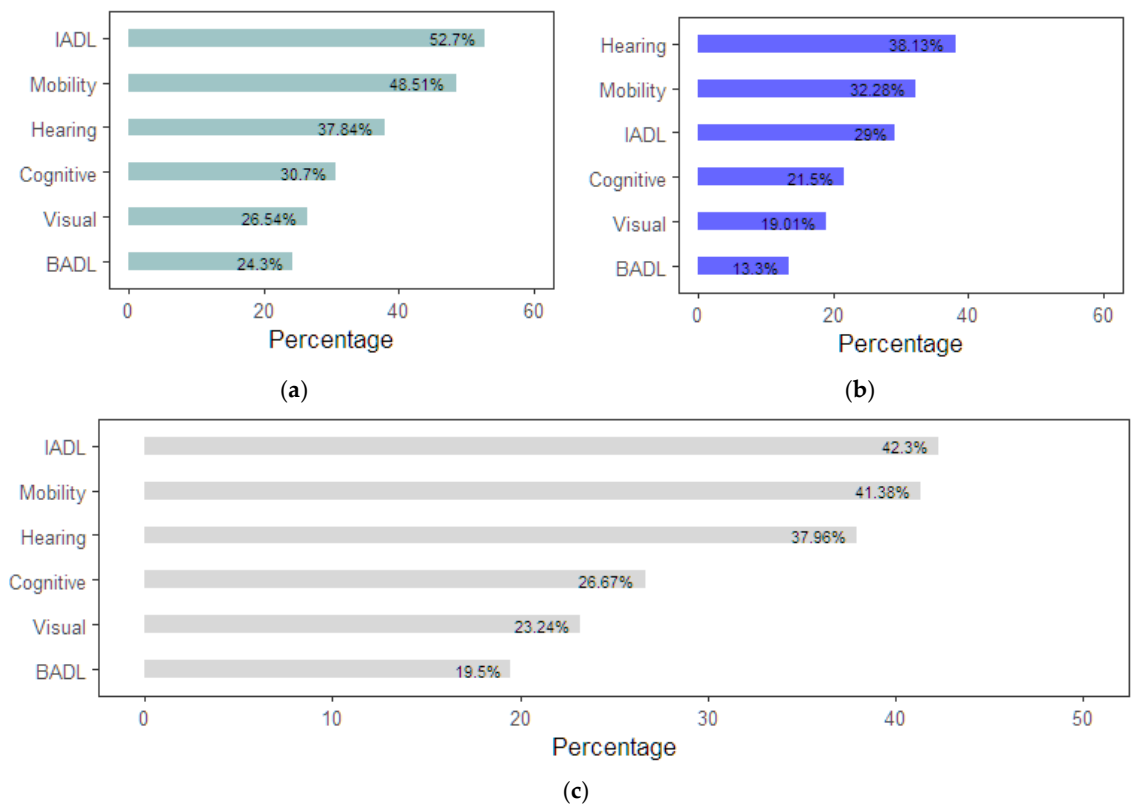 IADL 52.7%
Mobility 48.51%
Hearing 37.84%
Cognitive 30.7%
Visual 26.54%
BADL 24.3%
0 20 40 60
Percentage
(a)
Hearing 38.13%
Mobility 32.28%
IADL 29%
Cognitive 21.5%
Visual 19.01%
BADL 13.3%
0 20 40 60
Percentage
(b)
IADL 42.3%
Mobility 41.38%
Hearing 37.96%
Cognitive 26.67%
Visual 23.24%
BADL 19.5%
0 10 20 30 40 50
Percentage
(c)